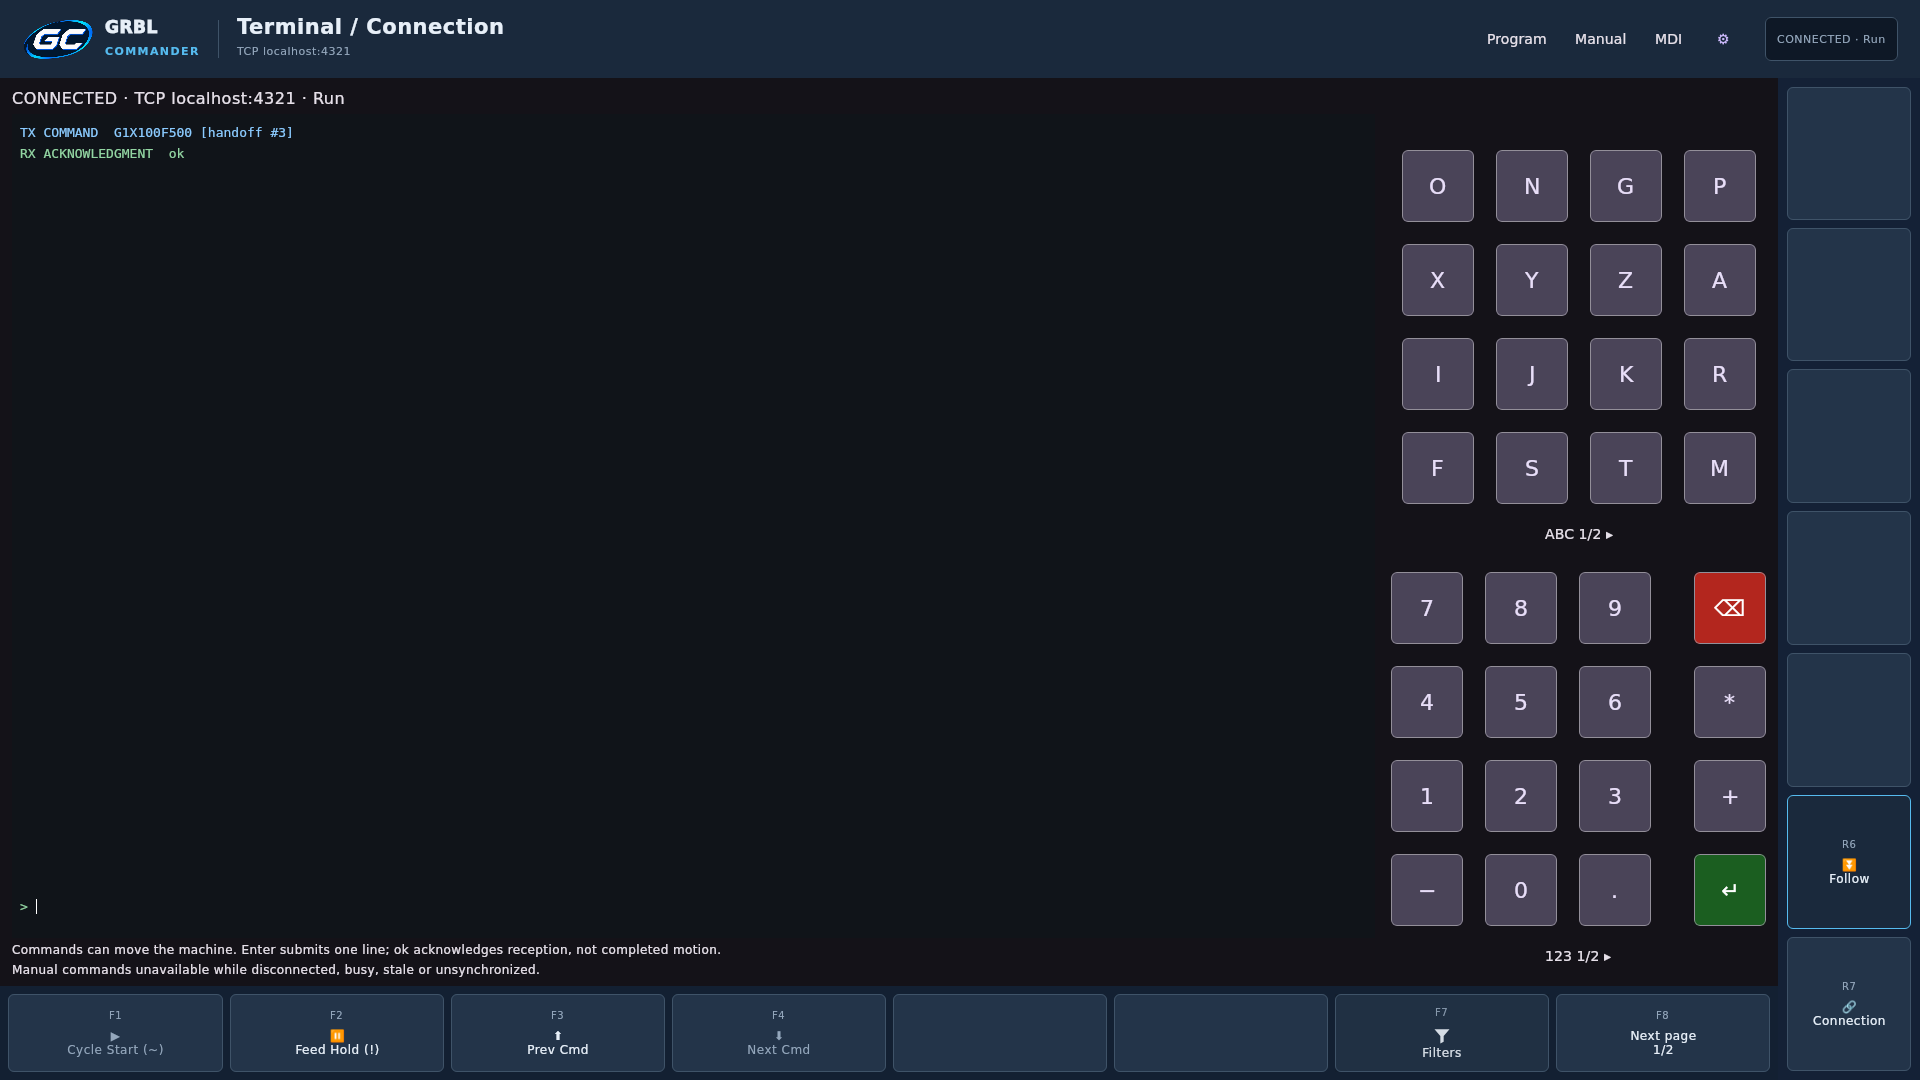 GC
GRBL
COMMANDER
Terminal / Connection
TCP localhost:4321
Program
Manual
MDI
CONNECTED · Run
CONNECTED · TCP localhost:4321 · Run
TX COMMAND  G1X100F500 [handoff #3]
RX ACKNOWLEDGMENT  ok
>
Commands can move the machine. Enter submits one line; ok acknowledges reception, not completed motion.
Manual commands unavailable while disconnected, busy, stale or unsynchronized.
O N G P
X Y Z A
I J K R
F S T M
ABC 1/2 ▸
7 8 9 ⌫
4 5 6 *
1 2 3 +
− 0 . ↵
123 1/2 ▸
R6
Follow
R7
Connection
F1
Cycle Start (~)
F2
Feed Hold (!)
F3
Prev Cmd
F4
Next Cmd
F7
Filters
F8
Next page
1/2